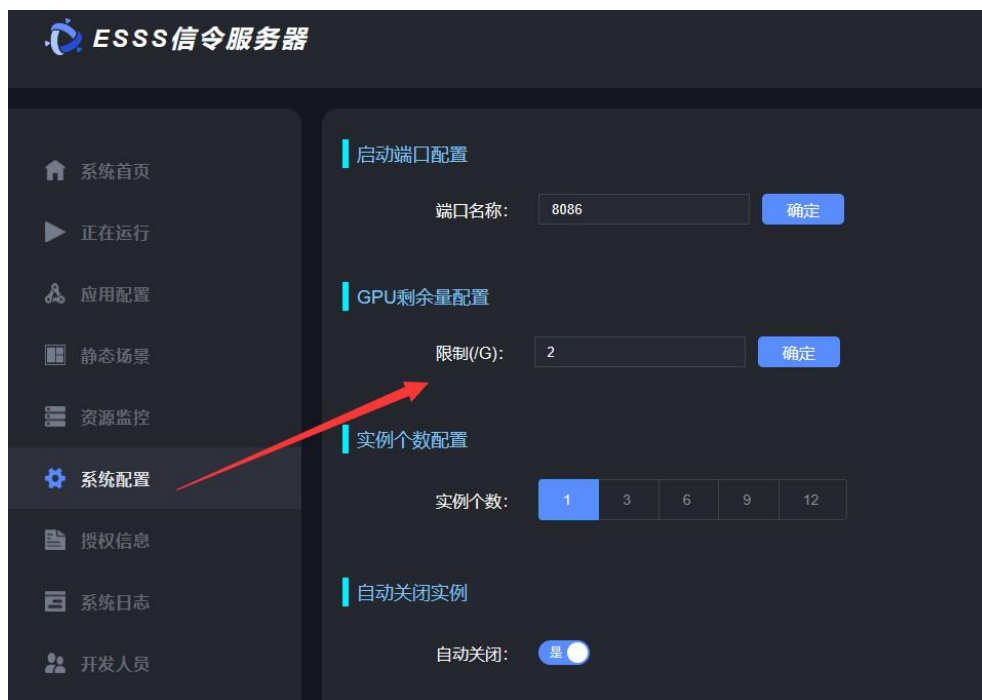 ESSS信令服务器
系统首页
正在运行
应用配置
静态场景
资源监控
系统配置
授权信息
系统日志
开发人员
启动端口配置
端口名称： 8086 确定
GPU剩余量配置
限制(/G)： 2 确定
实例个数配置
实例个数： 1 3 6 9 12
自动关闭实例
自动关闭： 是